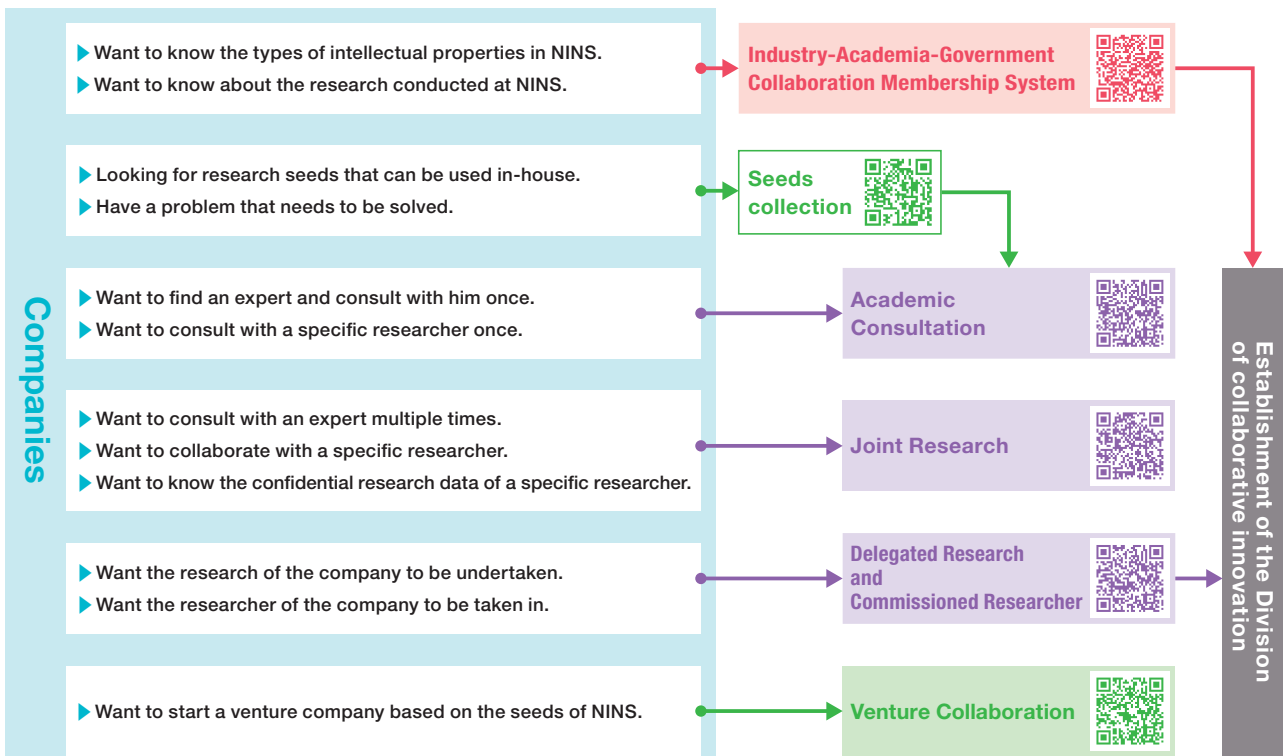 Companies
Want to know the types of intellectual properties in NINS.
Want to know about the research conducted at NINS.
Industry-Academia-Government
Collaboration Membership System
Looking for research seeds that can be used in-house.
Have a problem that needs to be solved.
Seeds
collection
Want to find an expert and consult with him once.
Want to consult with a specific researcher once.
Academic
Consultation
Want to consult with an expert multiple times.
Want to collaborate with a specific researcher.
Want to know the confidential research data of a specific researcher.
Joint Research
Want the research of the company to be undertaken.
Want the researcher of the company to be taken in.
Delegated Research
and
Commissioned Researcher
Want to start a venture company based on the seeds of NINS.
Venture Collaboration
Establishment of the Division
of collaborative innovation